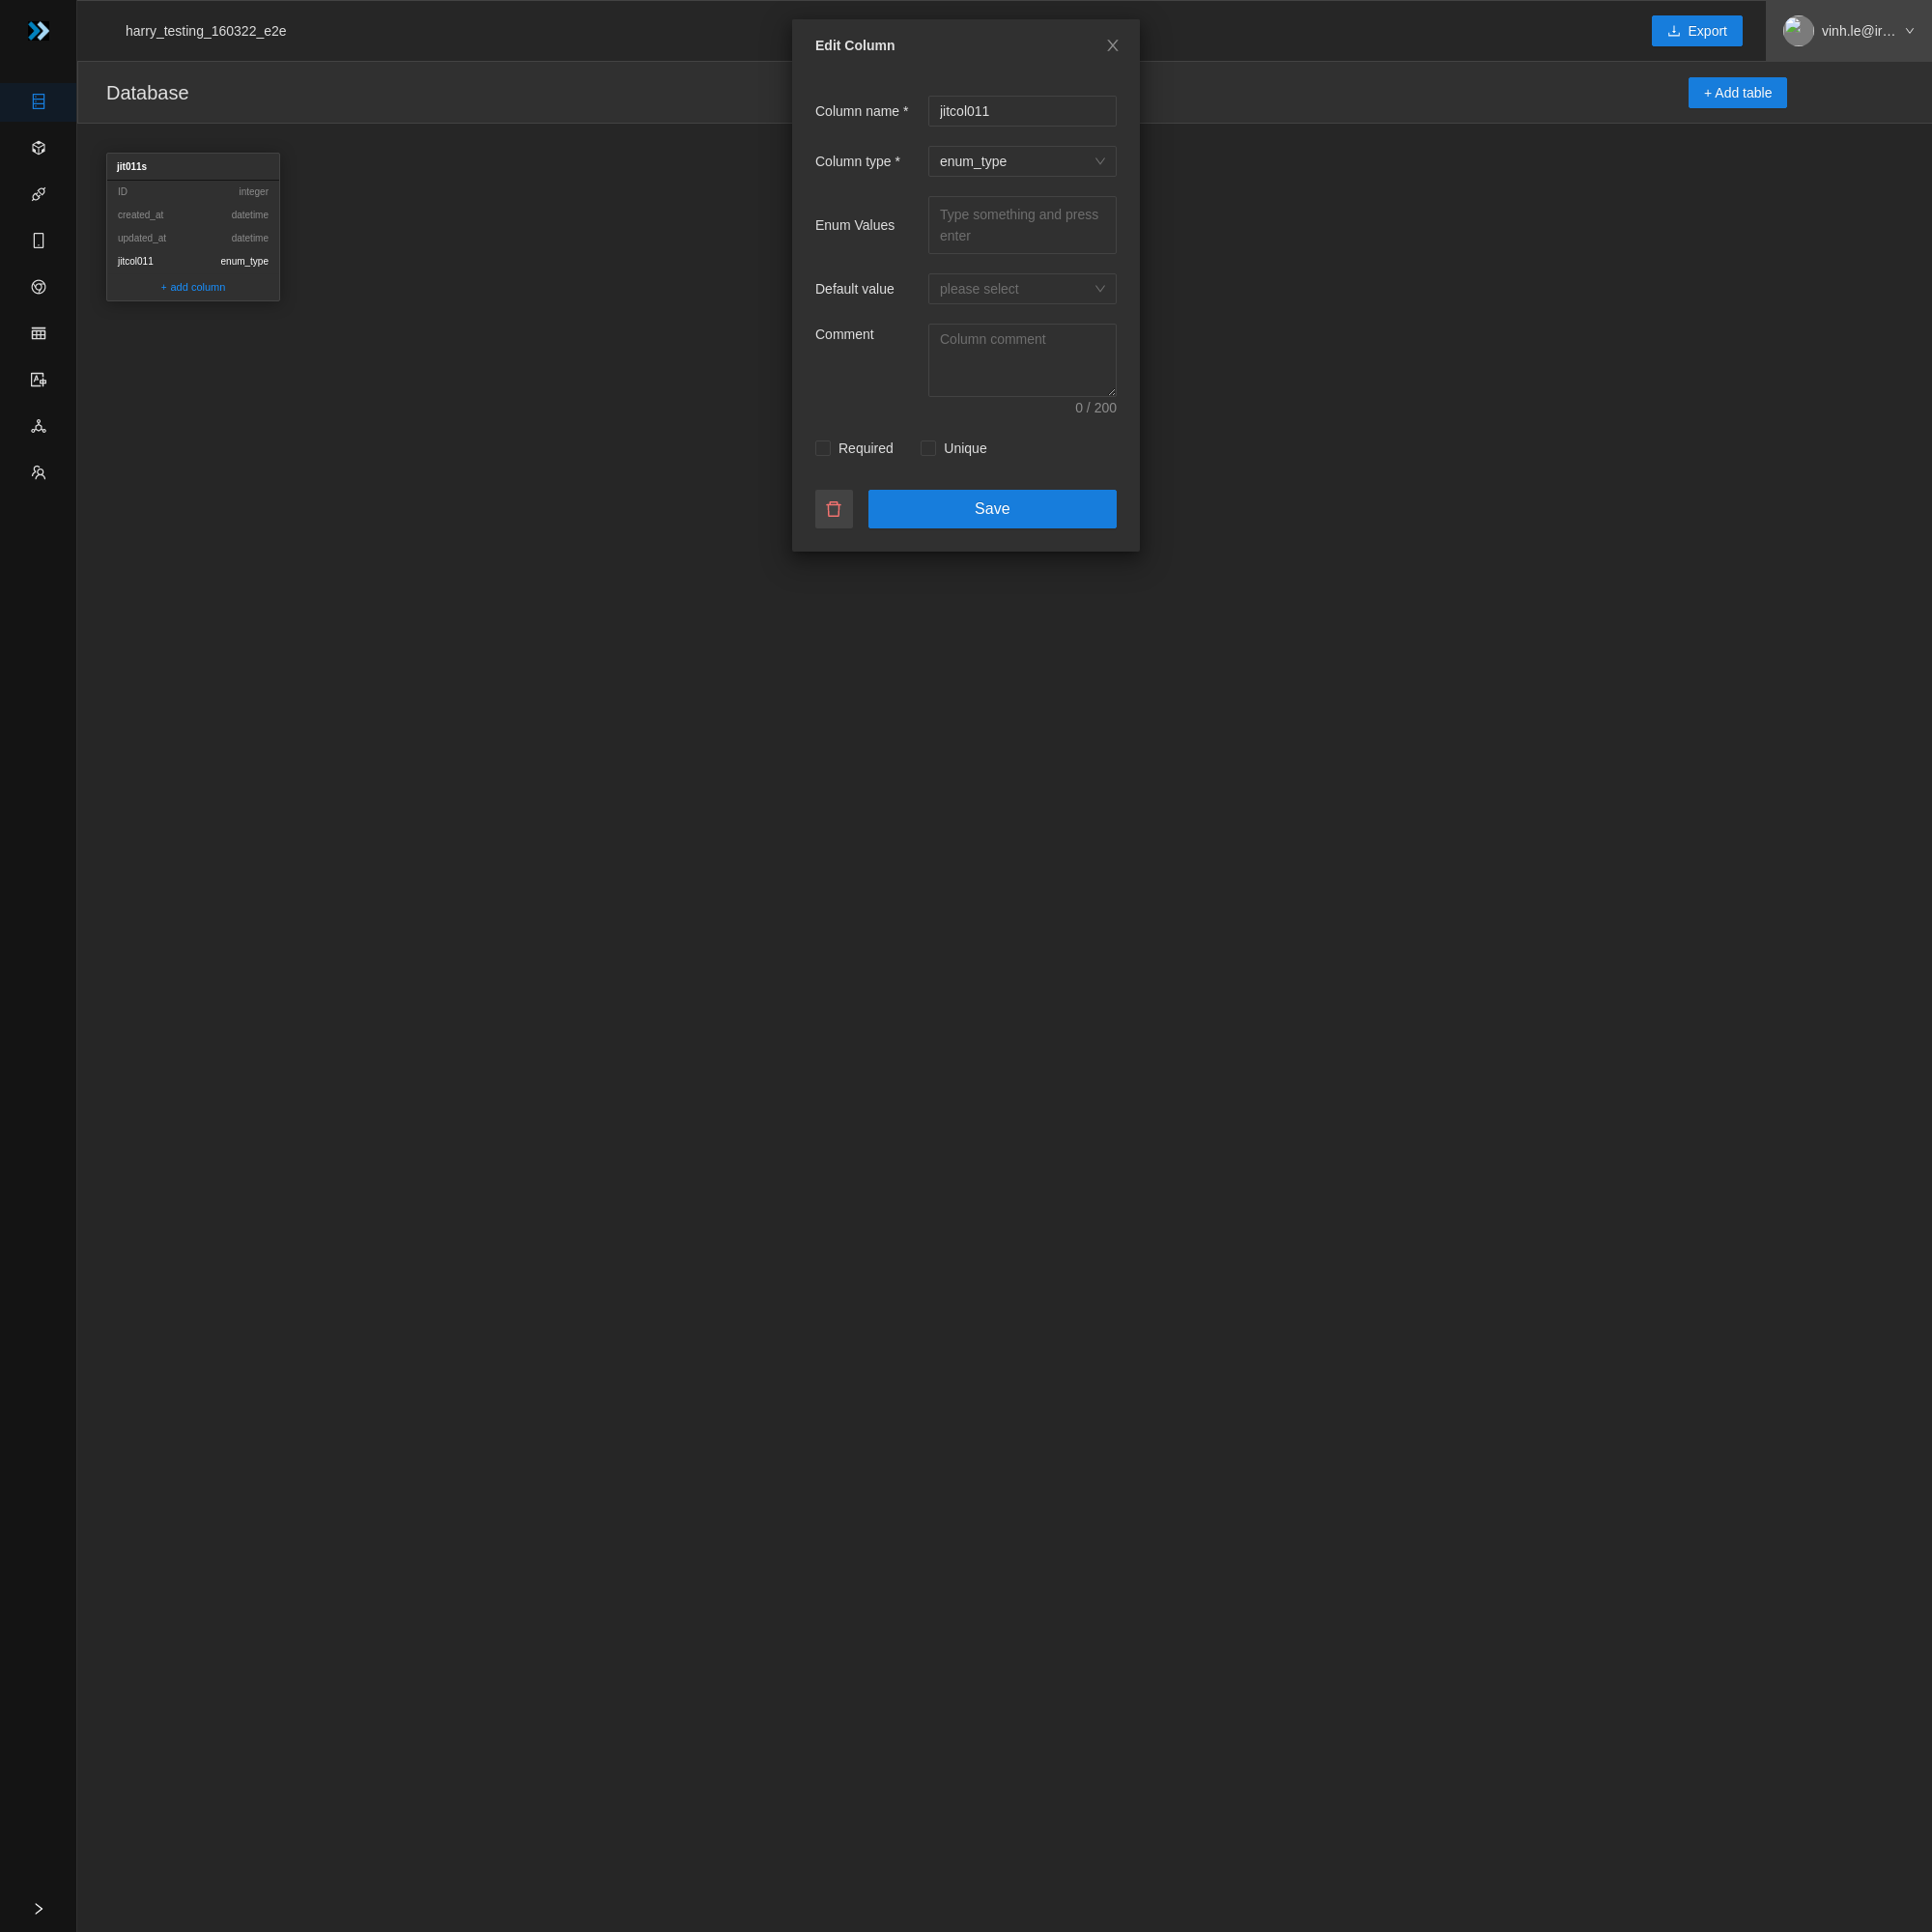 harry_testing_160322_e2e
Export
vinh.le@ir…
Database
+ Add table
jit011s
ID integer
created_at datetime
updated_at datetime
jitcol011 enum_type
+ add column
Edit Column
Column name * jitcol011
Column type * enum_type
Enum Values Type something and press
enter
Default value please select
Comment Column comment
0 / 200
Required Unique
Save